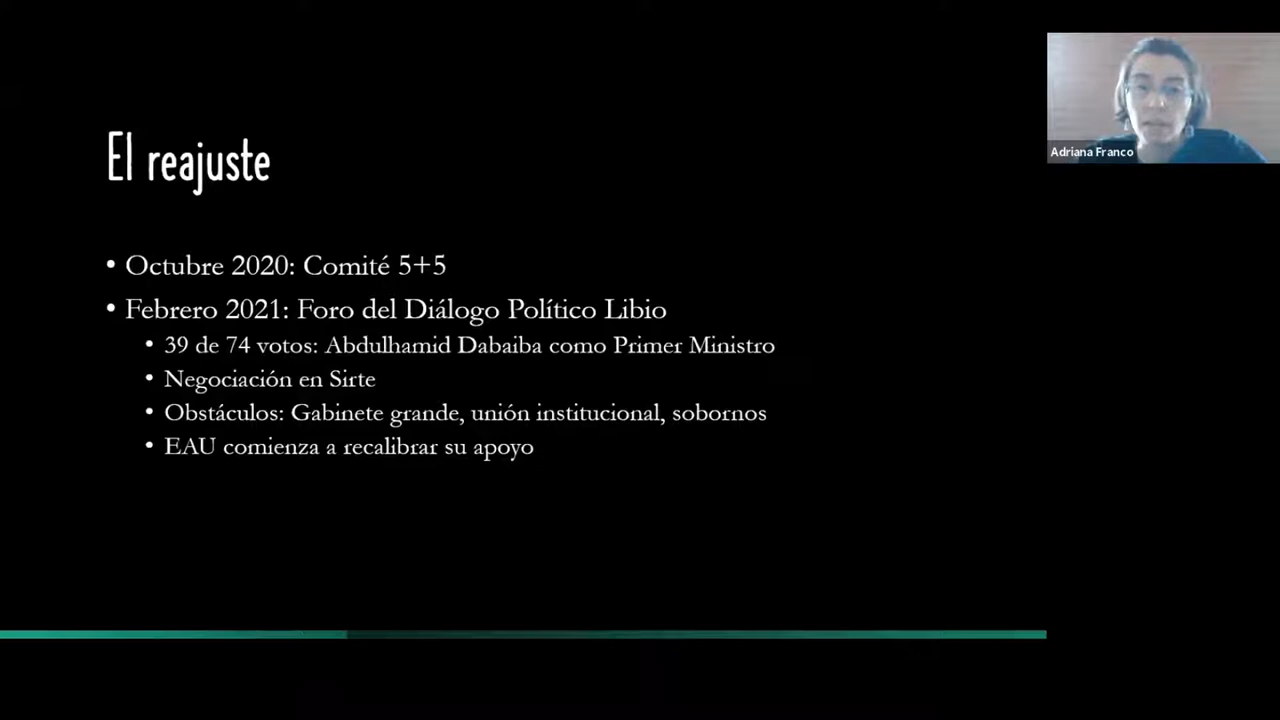 Adriana Franco
El reajuste
• Octubre 2020: Comité 5+5
• Febrero 2021: Foro del Diálogo Político Libio
• 39 de 74 votos: Abdulhamid Dabaiba como Primer Ministro
• Negociación en Sirte
• Obstáculos: Gabinete grande, unión institucional, sobornos
• EAU comienza a recalibrar su apoyo